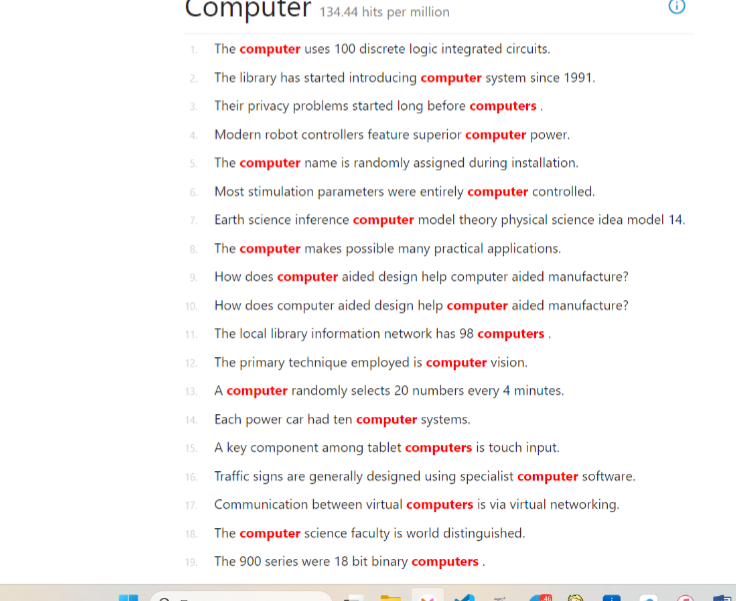 Computer 134.44 hits per million
1. The computer uses 100 discrete logic integrated circuits.
2. The library has started introducing computer system since 1991.
3. Their privacy problems started long before computers .
4. Modern robot controllers feature superior computer power.
5. The computer name is randomly assigned during installation.
6. Most stimulation parameters were entirely computer controlled.
7. Earth science inference computer model theory physical science idea model 14.
8. The computer makes possible many practical applications.
9. How does computer aided design help computer aided manufacture?
10. How does computer aided design help computer aided manufacture?
11. The local library information network has 98 computers .
12. The primary technique employed is computer vision.
13. A computer randomly selects 20 numbers every 4 minutes.
14. Each power car had ten computer systems.
15. A key component among tablet computers is touch input.
16. Traffic signs are generally designed using specialist computer software.
17. Communication between virtual computers is via virtual networking.
18. The computer science faculty is world distinguished.
19. The 900 series were 18 bit binary computers .